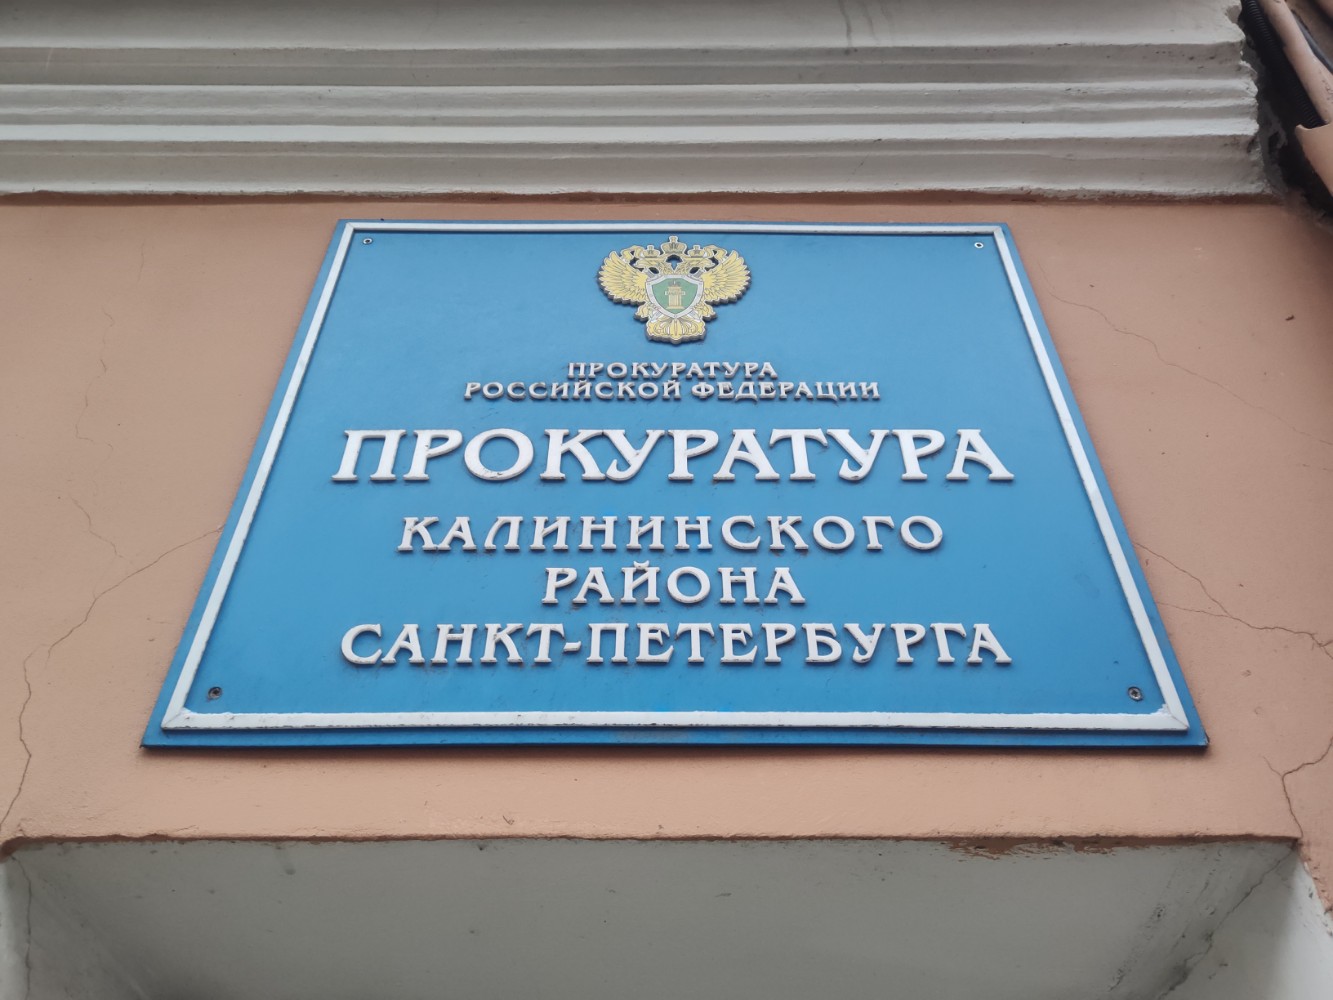 ПРОКУРАТУРА
РОССИЙСКОЙ ФЕДЕРАЦИИ
ПРОКУРАТУРА
КАЛИНИНСКОГО
РАЙОНА
САНКТ-ПЕТЕРБУРГА